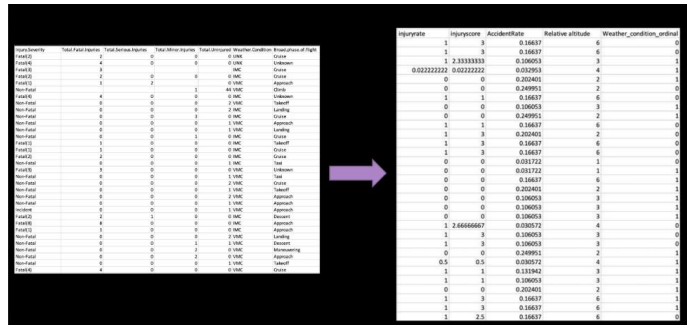 Injury.Severity Total.Fatal.Injuries Total.Serious.Injuries Total.Minor.Injuries Total.Uninjured Weather.Condition Broad.phase.of.Flight
Fatal(2) 2 0 0 0 UNK Cruise
Fatal(4) 4 0 0 0 UNK Unknown
Fatal(3) 3 IMC Cruise
Fatal(2) 2 0 0 0 IMC Cruise
Fatal(1) 1 2 0 VMC Approach
Non-Fatal 1 44 VMC Climb
Fatal(4) 4 0 0 0 IMC Unknown
Non-Fatal 0 0 0 2 VMC Takeoff
Non-Fatal 0 0 0 2 IMC Landing
Non-Fatal 0 0 3 0 IMC Cruise
Non-Fatal 0 0 0 1 VMC Approach
Non-Fatal 0 0 0 1 VMC Landing
Non-Fatal 0 0 1 0 IMC Cruise
Fatal(1) 1 0 0 0 IMC Takeoff
Fatal(1) 1 0 0 0 IMC Cruise
Fatal(2) 2 0 0 0 IMC Cruise
Non-Fatal 0 0 0 1 IMC Taxi
Fatal(3) 3 0 0 0 VMC Unknown
Non-Fatal 0 0 0 1 VMC Taxi
Non-Fatal 0 0 0 2 VMC Cruise
Non-Fatal 0 0 0 1 VMC Takeoff
Non-Fatal 0 0 0 2 VMC Approach
Non-Fatal 0 0 0 1 VMC Approach
Incident 0 0 0 1 VMC Approach
Fatal(2) 2 1 0 0 IMC Descent
Fatal(8) 8 0 0 0 IMC Approach
Fatal(1) 1 0 0 0 IMC Approach
Non-Fatal 0 0 0 2 VMC Landing
Non-Fatal 0 0 1 1 VMC Descent
Non-Fatal 0 0 2 0 VMC Maneuvering
Non-Fatal 0 0 2 0 VMC Approach
Non-Fatal 0 0 0 1 VMC Takeoff
Fatal(4) 4 0 0 0 VMC Cruise
injuryrate injuryscore AccidentRate Relative altitude Weather_condition_ordinal
1 3 0.16637 6 0
1 3 0.16637 6 0
1 2.33333333 0.106053 3 1
0.022222222 0.02222222 0.032953 4 1
0 0 0.202401 2 1
0 0 0.249951 2 0
1 1 0.16637 6 0
0 0 0.106053 3 1
0 0 0.249951 2 1
1 1 0.16637 6 0
1 3 0.202401 2 0
1 3 0.16637 6 0
1 3 0.16637 6 0
0 0 0.031722 1 0
0 0 0.031722 1 1
0 0 0.16637 6 1
0 0 0.202401 2 1
0 0 0.106053 3 1
0 0 0.106053 3 1
0 0 0.106053 3 1
1 2.66666667 0.030572 4 0
1 3 0.106053 3 0
1 3 0.106053 3 0
0 0 0.249951 2 1
0.5 0.5 0.030572 4 1
1 1 0.131942 3 1
1 1 0.106053 3 1
0 0 0.202401 2 1
1 3 0.16637 6 1
1 3 0.16637 6 1
1 2.5 0.16637 6 0